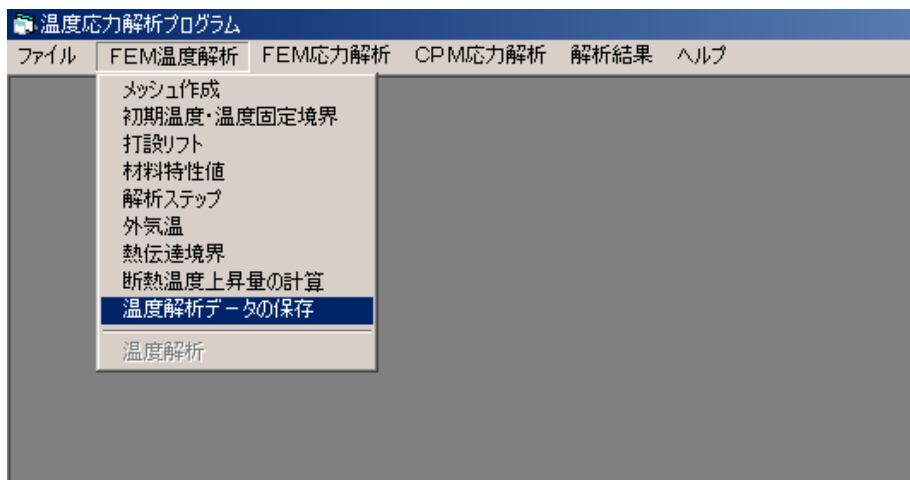 温度応力解析プログラム
ファイル FEM温度解析 FEM応力解析 CPM応力解析 解析結果 ヘルプ
メッシュ作成
初期温度・温度固定境界
打設リフト
材料特性値
解析ステップ
外気温
熱伝達境界
断熱温度上昇量の計算
温度解析データの保存
温度解析